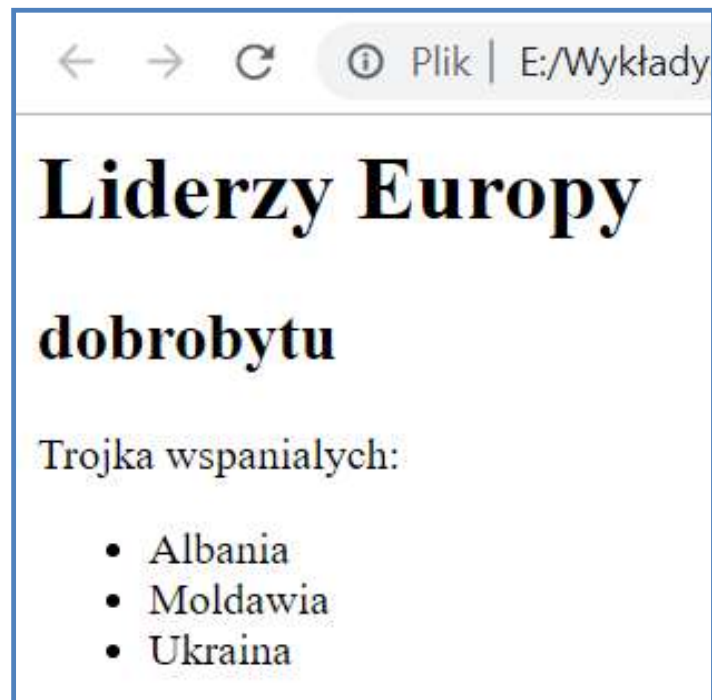 Plik | E:/Wykłady
Liderzy Europy
dobrobytu
Trojka wspanialych:
• Albania
• Moldawia
• Ukraina